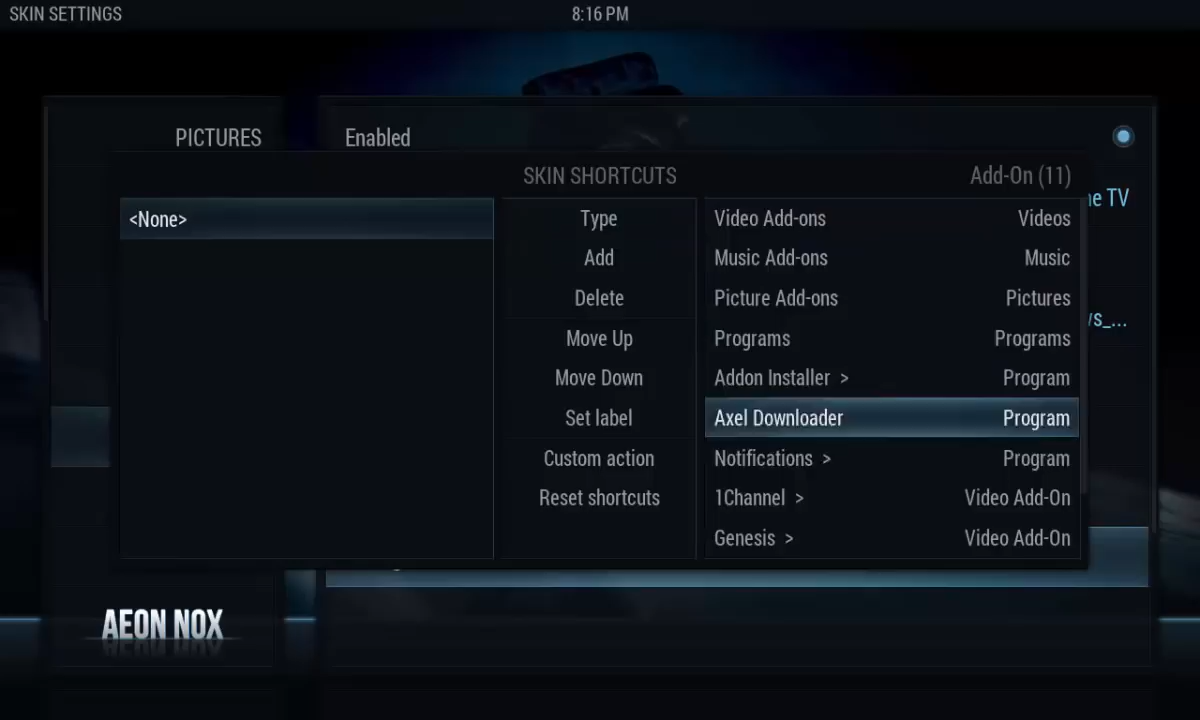 SKIN SETTINGS
8:16 PM
PICTURES
Enabled
SKIN SHORTCUTS
Add-On (11)
TV
<None>
Type
Add
Delete
Move Up
Move Down
Set label
Custom action
Reset shortcuts
Video Add-ons Videos
Music Add-ons Music
Picture Add-ons Pictures
Programs Programs
Addon Installer > Program
Axel Downloader Program
Notifications > Program
1Channel > Video Add-On
Genesis > Video Add-On
AEON NOX